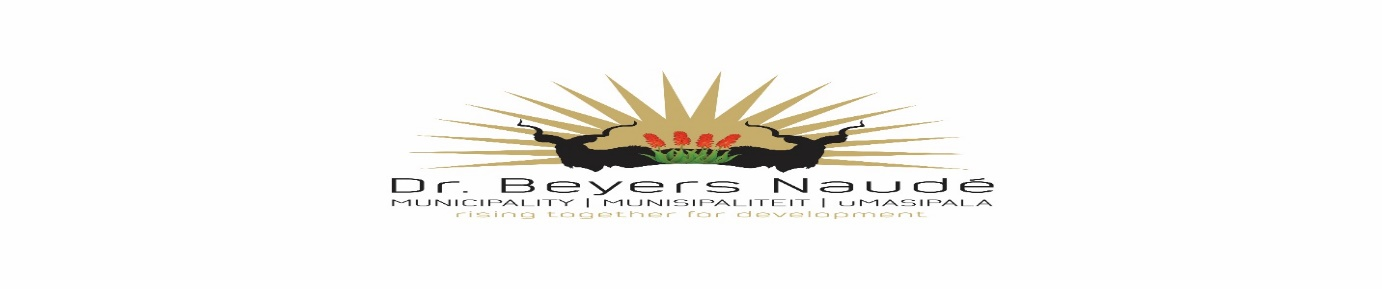 Dr. Beyers Naudé
MUNICIPALITY | MUNISIPALITEIT | uMASIPALA
rising together for development